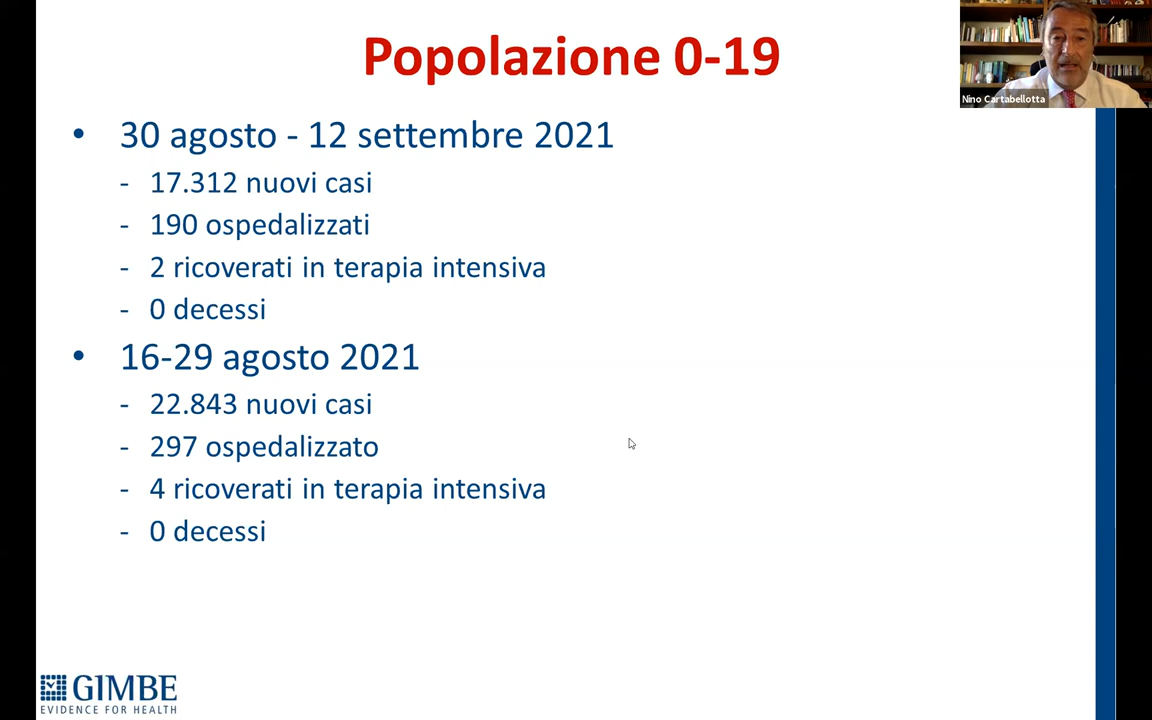 Popolazione 0-19
Nino Cartabellotta
• 30 agosto - 12 settembre 2021
- 17.312 nuovi casi
- 190 ospedalizzati
- 2 ricoverati in terapia intensiva
- 0 decessi
• 16-29 agosto 2021
- 22.843 nuovi casi
- 297 ospedalizzato
- 4 ricoverati in terapia intensiva
- 0 decessi
GIMBE
EVIDENCE FOR HEALTH